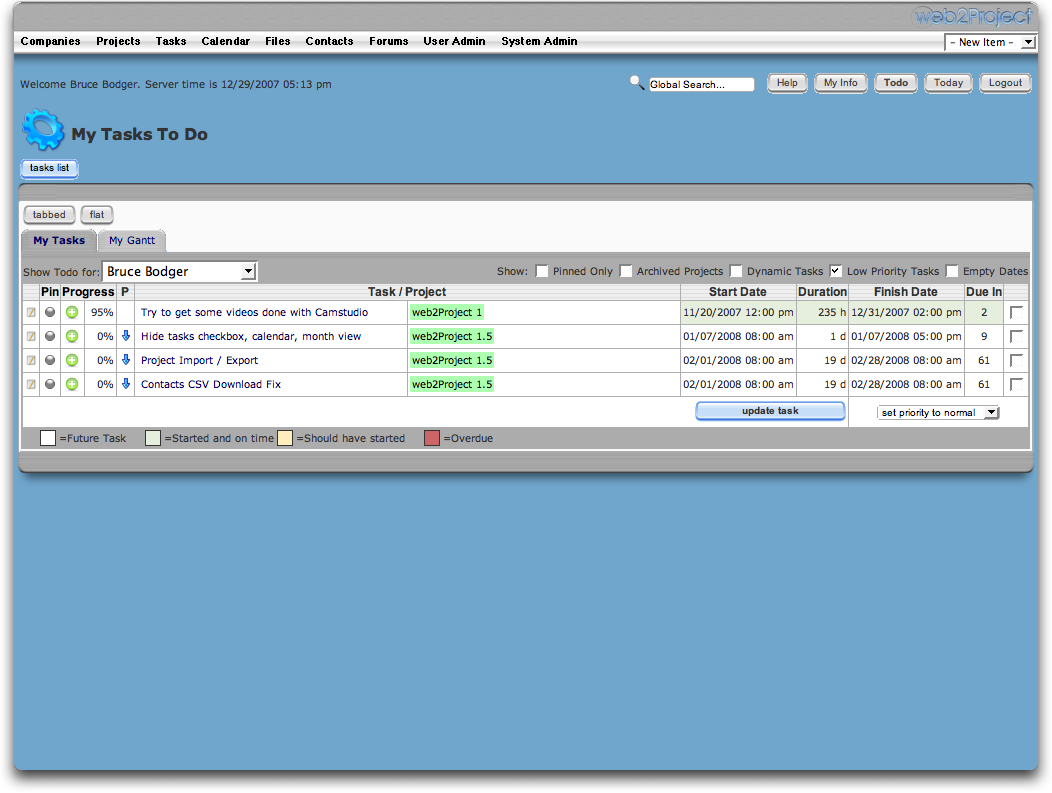 web2Project
Companies Projects Tasks Calendar Files Contacts Forums User Admin System Admin - New Item -
Welcome Bruce Bodger. Server time is 12/29/2007 05:13 pm Global Search... Help My Info Todo Today Logout
My Tasks To Do
tasks list
tabbed flat
My Tasks My Gantt
Show Todo for: Bruce Bodger Show: Pinned Only Archived Projects Dynamic Tasks Low Priority Tasks Empty Dates
Pin Progress P Task / Project Start Date Duration Finish Date Due In
95% Try to get some videos done with Camstudio web2Project 1 11/20/2007 12:00 pm 235 h 12/31/2007 02:00 pm 2
0% Hide tasks checkbox, calendar, month view web2Project 1.5 01/07/2008 08:00 am 1 d 01/07/2008 05:00 pm 9
0% Project Import / Export web2Project 1.5 02/01/2008 08:00 am 19 d 02/28/2008 08:00 am 61
0% Contacts CSV Download Fix web2Project 1.5 02/01/2008 08:00 am 19 d 02/28/2008 08:00 am 61
update task set priority to normal
=Future Task =Started and on time =Should have started =Overdue